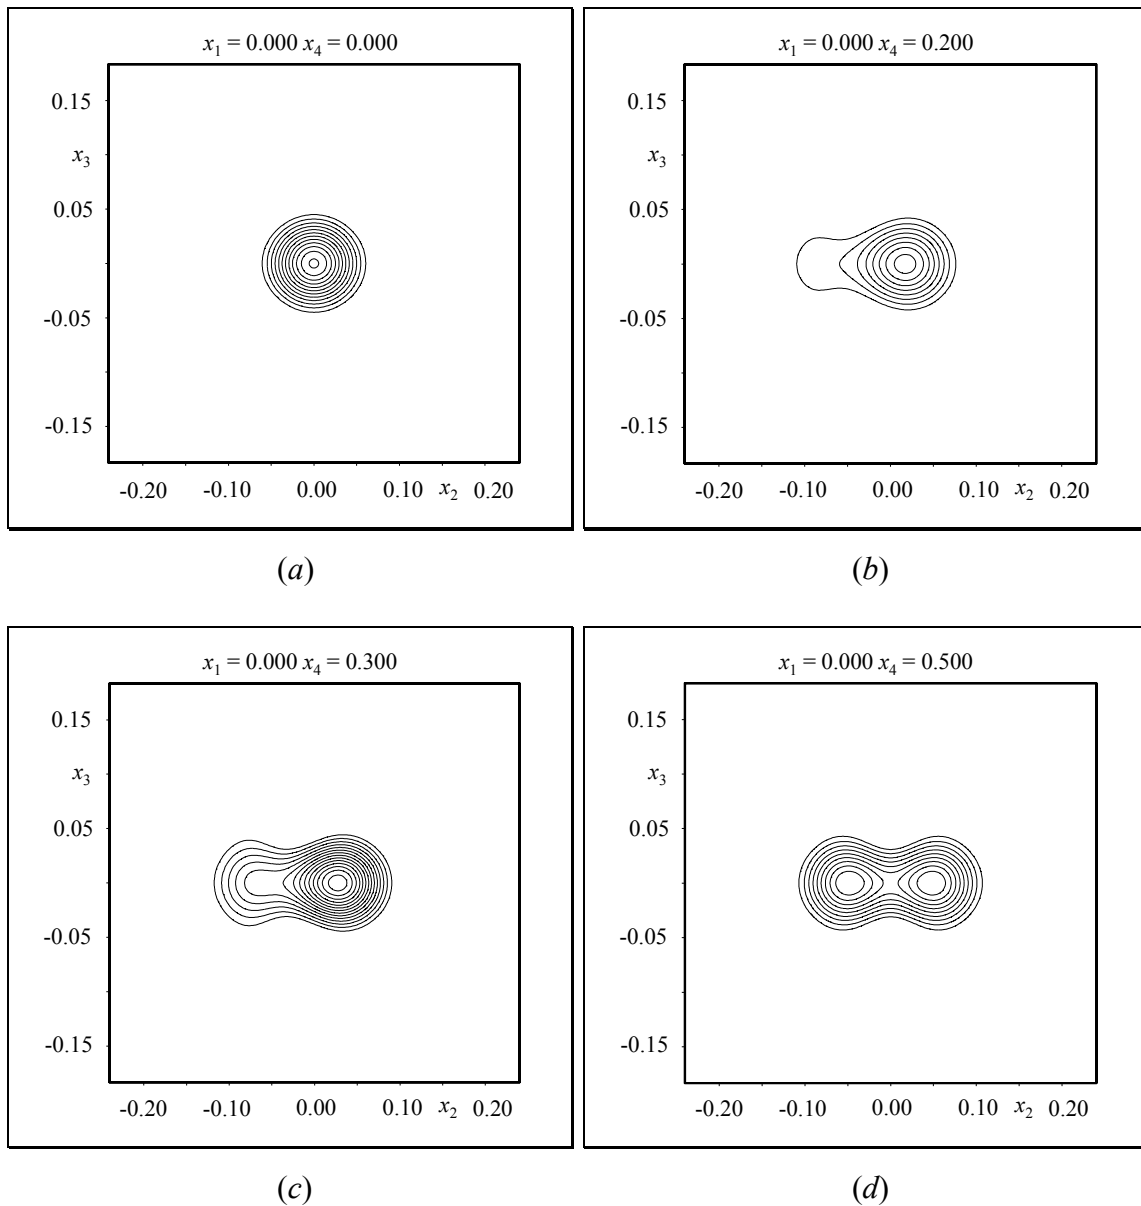 x₁ = 0.000 x₄ = 0.000
0.15
x₃
0.05
-0.05
-0.15
-0.20 -0.10 0.00 0.10 x₂ 0.20
(a)
x₁ = 0.000 x₄ = 0.200
0.15
x₃
0.05
-0.05
-0.15
-0.20 -0.10 0.00 0.10 x₂ 0.20
(b)
x₁ = 0.000 x₄ = 0.300
0.15
x₃
0.05
-0.05
-0.15
-0.20 -0.10 0.00 0.10 x₂ 0.20
(c)
x₁ = 0.000 x₄ = 0.500
0.15
x₃
0.05
-0.05
-0.15
-0.20 -0.10 0.00 0.10 x₂ 0.20
(d)